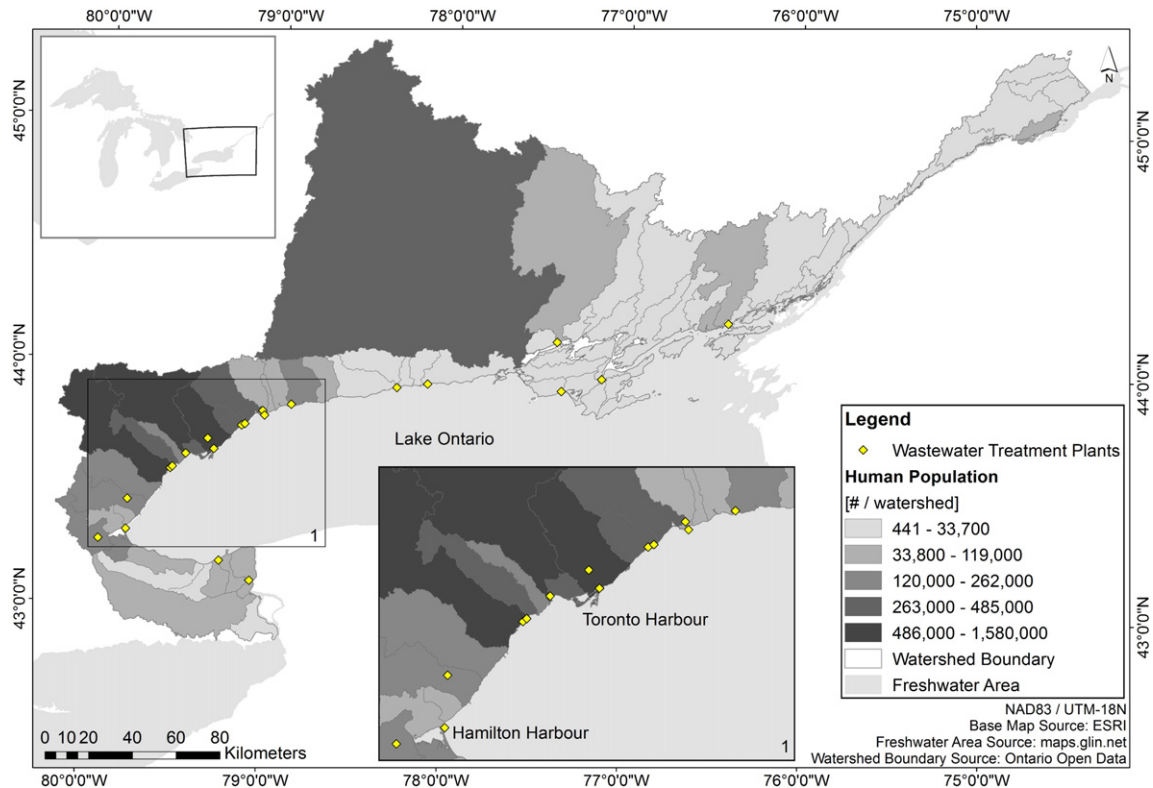 80°0'0"W 79°0'0"W 78°0'0"W 77°0'0"W 76°0'0"W 75°0'0"W
N
45°0'0"N
45°0'0"N
44°0'0"N
44°0'0"N
43°0'0"N
43°0'0"N
Lake Ontario
1
Toronto Harbour
Hamilton Harbour
1
Legend
Wastewater Treatment Plants
Human Population
[# / watershed]
441 - 33,700
33,800 - 119,000
120,000 - 262,000
263,000 - 485,000
486,000 - 1,580,000
Watershed Boundary
Freshwater Area
NAD83 / UTM-18N
Base Map Source: ESRI
Freshwater Area Source: maps.glin.net
Watershed Boundary Source: Ontario Open Data
0 10 20 40 60 80
Kilometers
80°0'0"W 79°0'0"W 78°0'0"W 77°0'0"W 76°0'0"W 75°0'0"W